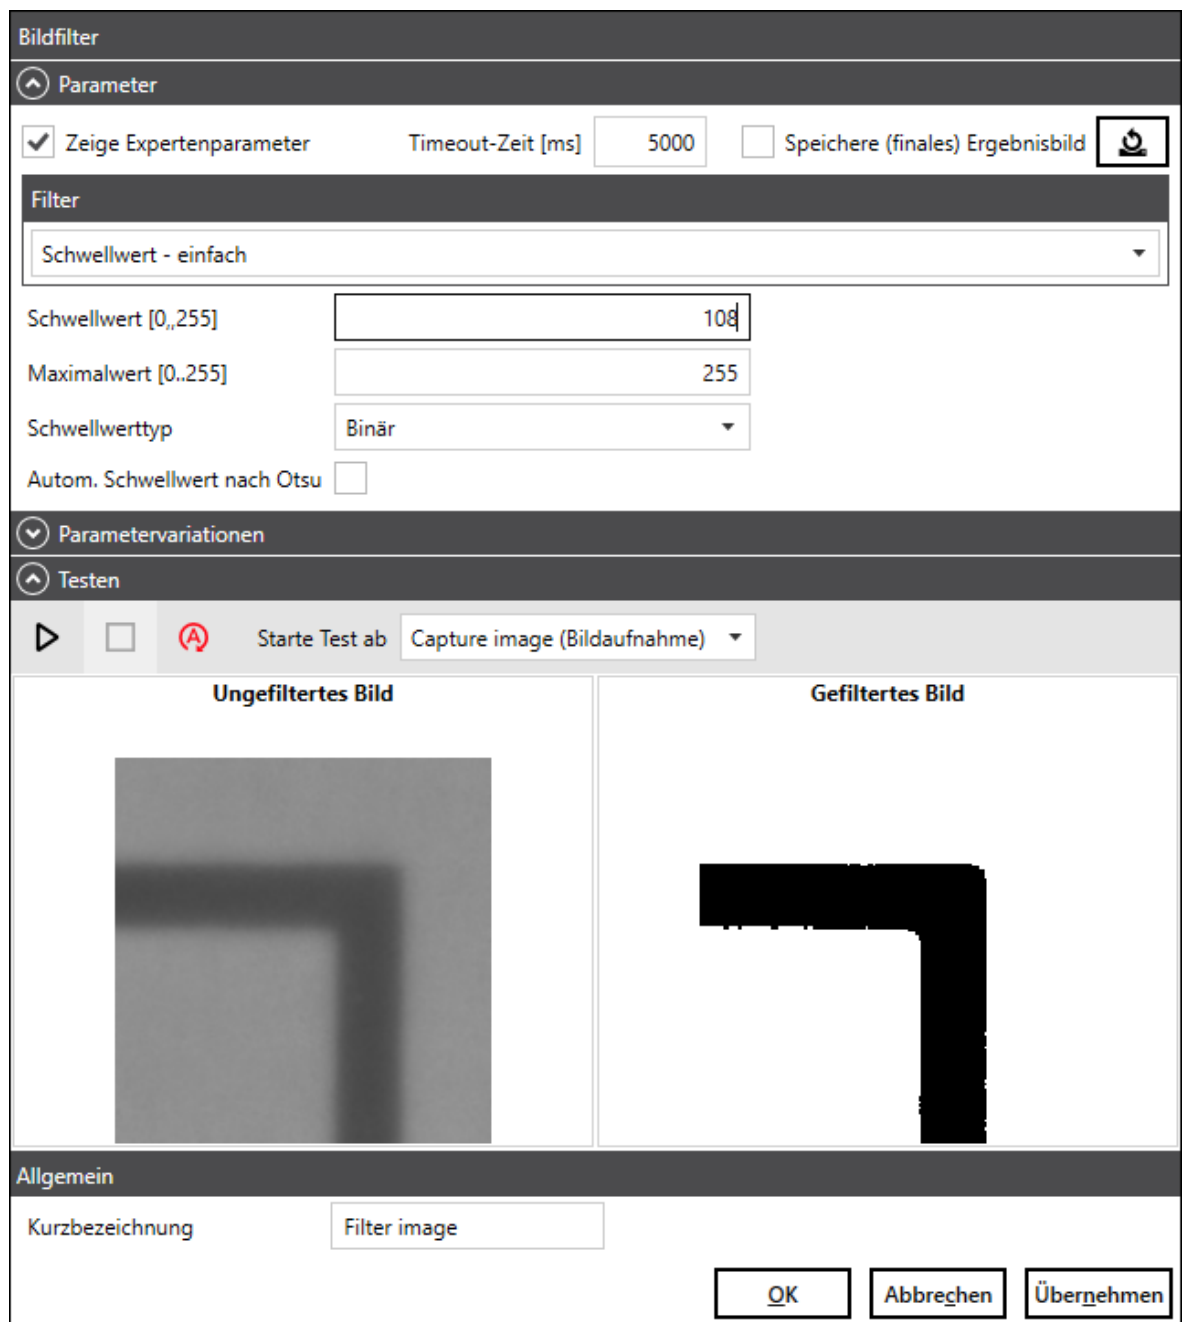 Bildfilter
Parameter
Zeige Expertenparameter Timeout-Zeit [ms] 5000 Speichere (finales) Ergebnisbild
Filter
Schwellwert - einfach
Schwellwert [0,,255] 108
Maximalwert [0..255] 255
Schwellwerttyp Binär
Autom. Schwellwert nach Otsu
Parametervariationen
Testen
A Starte Test ab Capture image (Bildaufnahme)
Ungefiltertes Bild Gefiltertes Bild
Allgemein
Kurzbezeichnung Filter image
OK Abbrechen Übernehmen